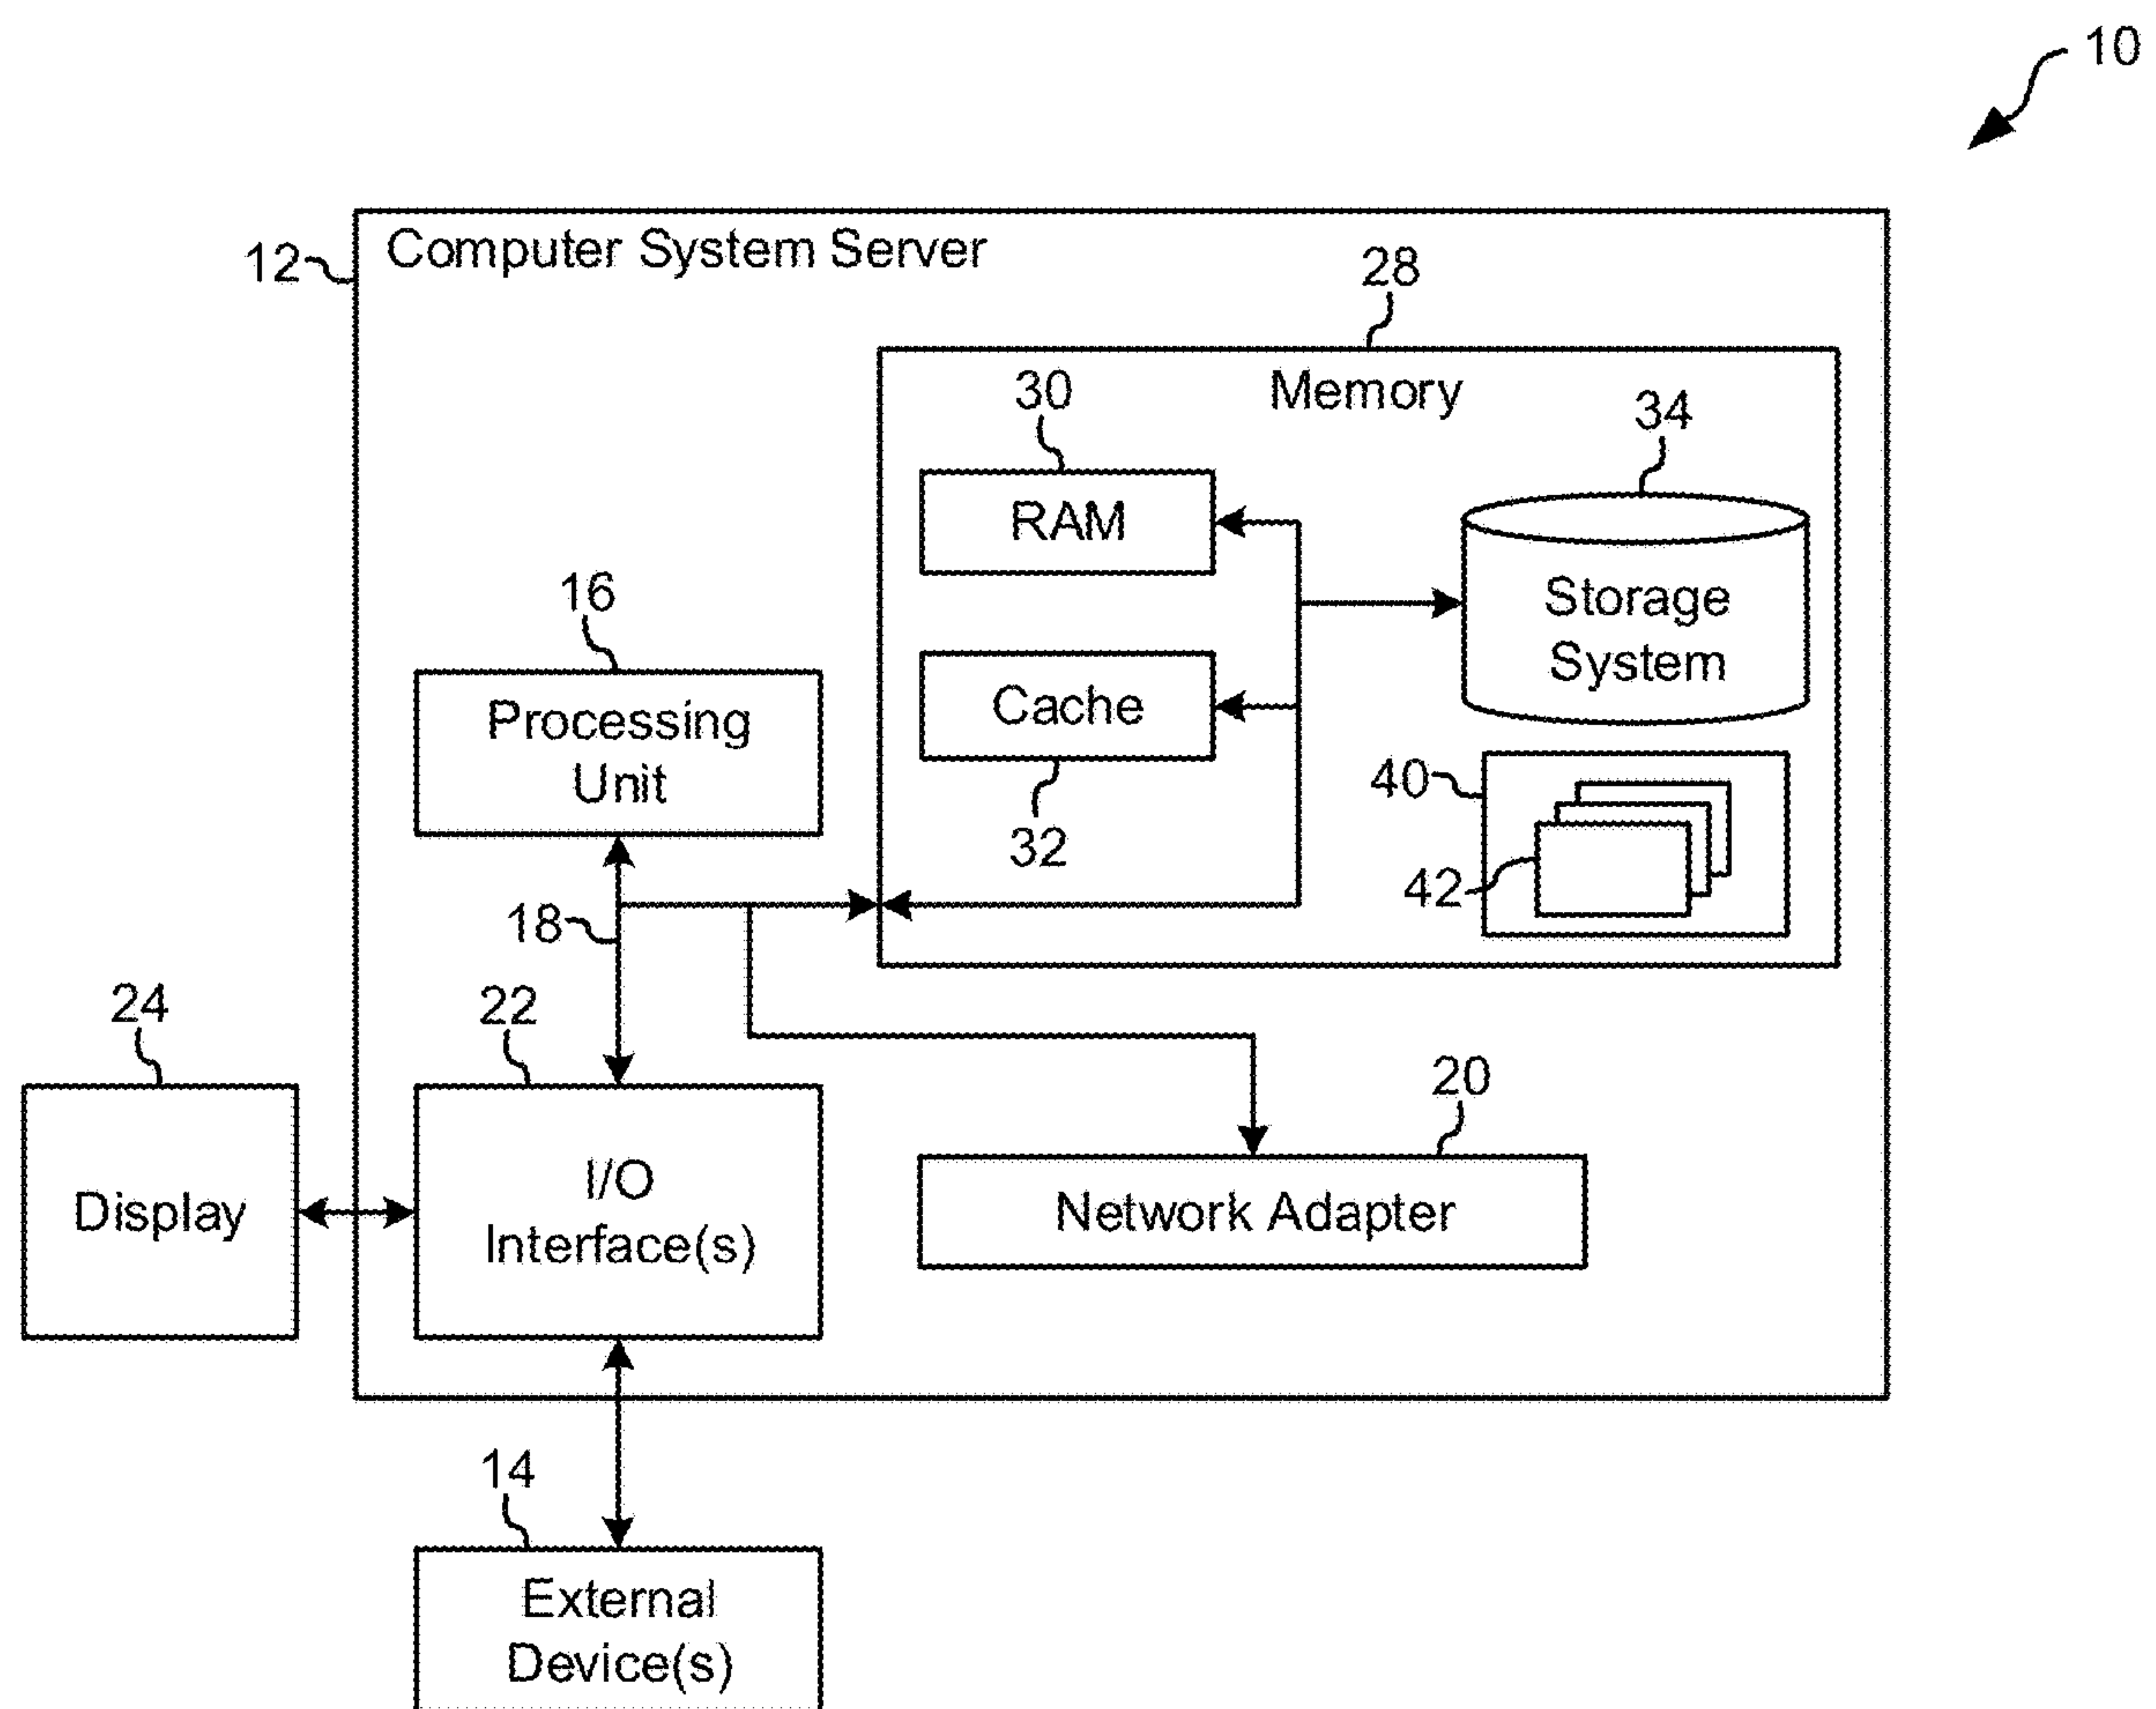 10
12
Computer System Server
28
Memory
30
34
RAM
Storage
System
16
Processing
Unit
Cache
32
40
42
18
24
22
20
Display
I/O
Interface(s)
Network Adapter
14
External
Device(s)